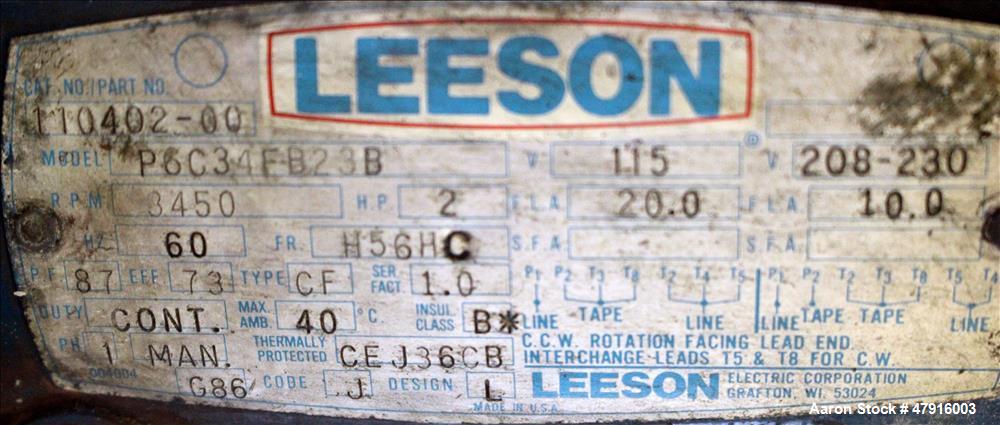 LEESON
CAT. NO./PART NO.
110402-00
MODEL P6C34FB23B V 115 V 208-230
R.P.M 3450 H.P. 2 F.L.A. 20.0 F.L.A. 10.0
HZ 60 FR. H56HC S.F.A. S.F.A.
P.F. 87 EFF 73 TYPE CF SER. FACT. 1.0 P1 P2 T3 T8 T2 T4 T5 P1 P2 T2 T3 T8 T5 T4
DUTY CONT. MAX. AMB. 40 °C. INSUL. CLASS B* LINE TAPE LINE LINE TAPE TAPE LINE
PH 1 MAN. THERMALLY PROTECTED CEJ36CB C.C.W. ROTATION FACING LEAD END.
INTERCHANGE LEADS T5 & T8 FOR C.W.
004004 G86 CODE J DESIGN L LEESON ELECTRIC CORPORATION
GRAFTON, WI. 53024
MADE IN U.S.A.
Aaron Stock # 47916003